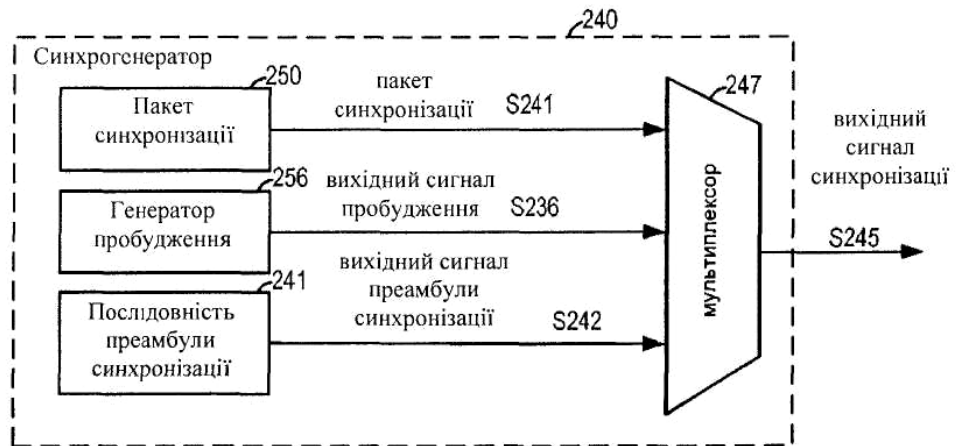 240
Синхрогенератор
250
Пакет
синхронізації
пакет
синхронізації
S241
247
256
Генератор
пробудження
вихідний сигнал
пробудження
S236
241
Послідовність
преамбули
синхронізації
вихідний сигнал
преамбули
синхронізації
S242
мультиплексор
вихідний
сигнал
синхронізації
S245